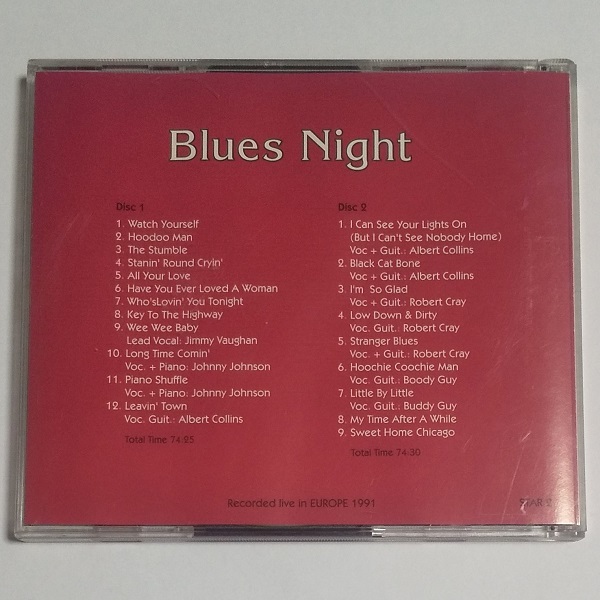 Blues Night
Disc 1
1. Watch Yourself
2. Hoodoo Man
3. The Stumble
4. Stanin' Round Cryin'
5. All Your Love
6. Have You Ever Loved A Woman
7. Who'sLovin' You Tonight
8. Key To The Highway
9. Wee Wee Baby
Lead Vocal: Jimmy Vaughan
10. Long Time Comin'
Voc. + Piano: Johnny Johnson
11. Piano Shuffle
Voc. + Piano: Johnny Johnson
12. Leavin' Town
Voc. Guit.: Albert Collins
Total Time 74:25
Disc 2
1. I Can See Your Lights On
(But I Can't See Nobody Home)
Voc + Guit.: Albert Collins
2. Black Cat Bone
Voc + Guit.: Albert Collins
3. I'm So Glad
Voc + Guit.: Robert Cray
4. Low Down & Dirty
Voc. Guit.: Robert Cray
5. Stranger Blues
Voc. + Guit.: Robert Cray
6. Hoochie Coochie Man
Voc. Guit.: Boody Guy
7. Little By Little
Voc. Guit.: Buddy Guy
8. My Time After A While
9. Sweet Home Chicago
Total Time 74:30
Recorded live in EUROPE 1991
STAR 2